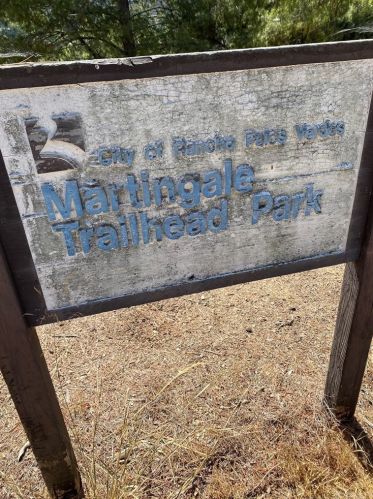 City of Rancho Palos Verdes
Martingale
Trailhead Park